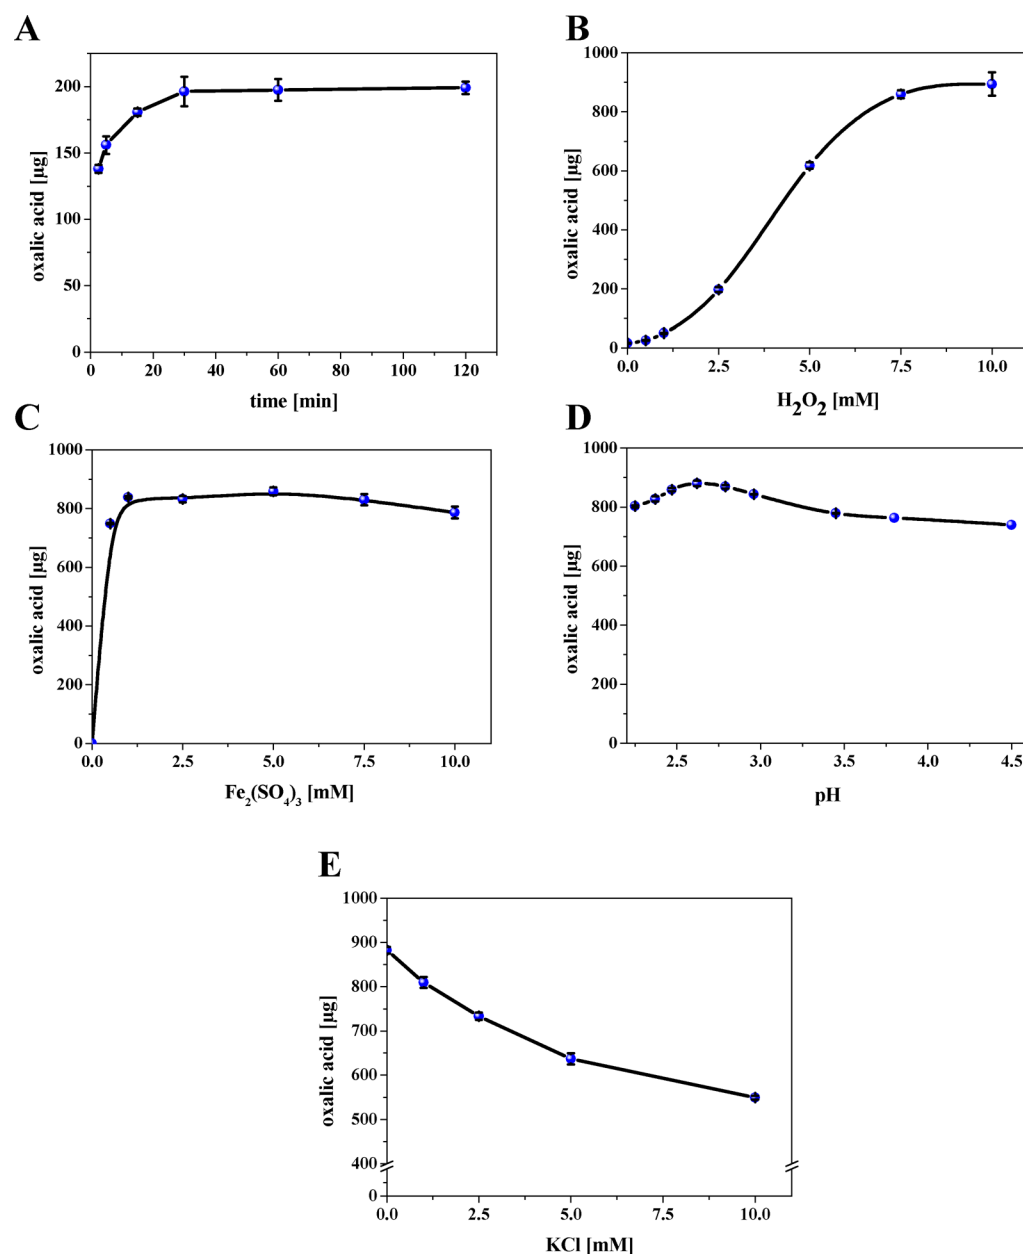 A
oxalic acid [µg]
200
150
100
50
0
0 20 40 60 80 100 120
time [min]
B
oxalic acid [µg]
1000
800
600
400
200
0
0.0 2.5 5.0 7.5 10.0
H₂O₂ [mM]
C
oxalic acid [µg]
1000
800
600
400
200
0
0.0 2.5 5.0 7.5 10.0
Fe₂(SO₄)₃ [mM]
D
oxalic acid [µg]
1000
800
600
400
200
0
2.5 3.0 3.5 4.0 4.5
pH
E
oxalic acid [µg]
1000
900
800
700
600
500
400
0
0.0 2.5 5.0 7.5 10.0
KCl [mM]